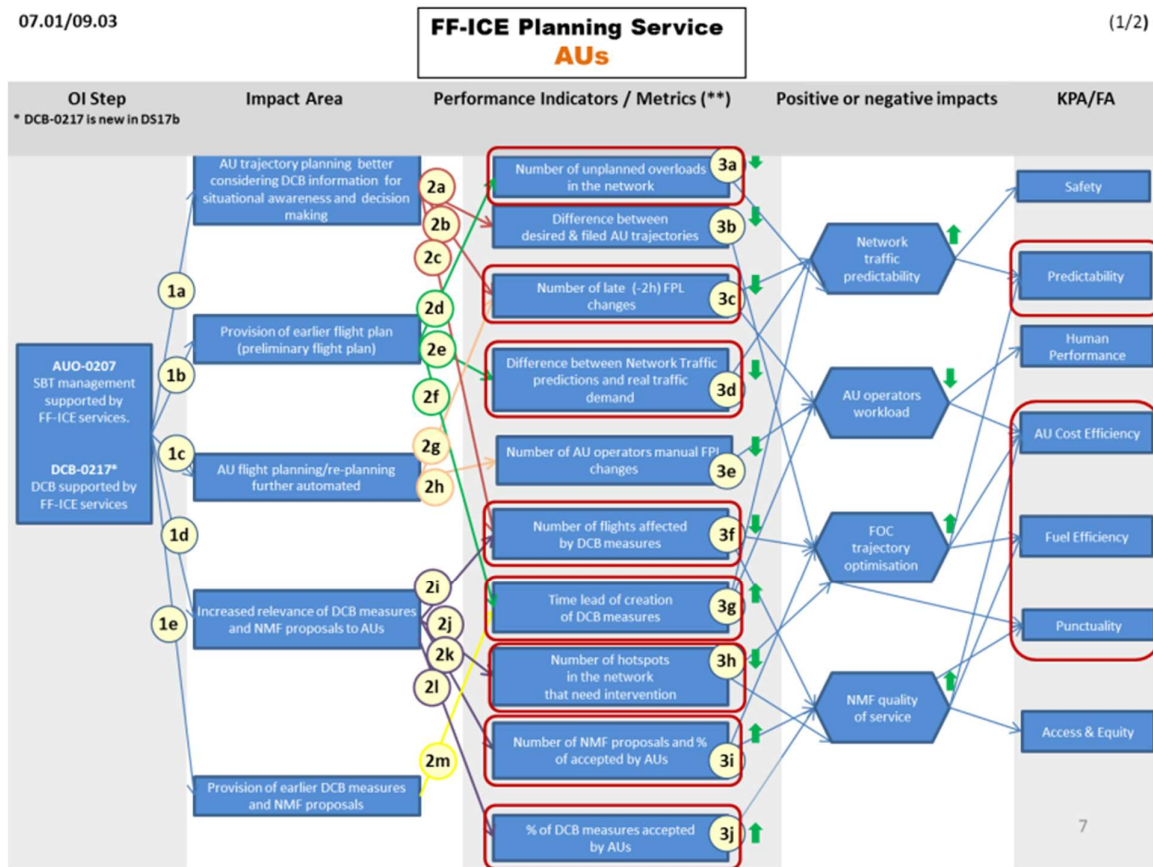 07.01/09.03
FF-ICE Planning Service
AUs
(1/2)
OI Step
* DCB-0217 is new in DS17b
Impact Area
Performance Indicators / Metrics (**)
Positive or negative impacts
KPA/FA
AUO-0207
SBT management
supported by
FF-ICE services.
DCB-0217*
DCB supported by
FF-ICE services
1a
1b
1c
1d
1e
AU trajectory planning better
considering DCB information for
situational awareness and decision
making
Provision of earlier flight plan
(preliminary flight plan)
AU flight planning/re-planning
further automated
Increased relevance of DCB measures
and NMF proposals to AUs
Provision of earlier DCB measures
and NMF proposals
2a
2b
2c
2d
2e
2f
2g
2h
2i
2j
2k
2l
2m
Number of unplanned overloads
in the network
3a
Difference between
desired & filed AU trajectories
3b
Number of late (-2h) FPL
changes
3c
Difference between Network Traffic
predictions and real traffic
demand
3d
Number of AU operators manual FPL
changes
3e
Number of flights affected
by DCB measures
3f
Time lead of creation
of DCB measures
3g
Number of hotspots
in the network
that need intervention
3h
Number of NMF proposals and %
of accepted by AUs
3i
% of DCB measures accepted
by AUs
3j
Network
traffic
predictability
AU operators
workload
FOC
trajectory
optimisation
NMF quality
of service
Safety
Predictability
Human
Performance
AU Cost Efficiency
Fuel Efficiency
Punctuality
Access & Equity
7